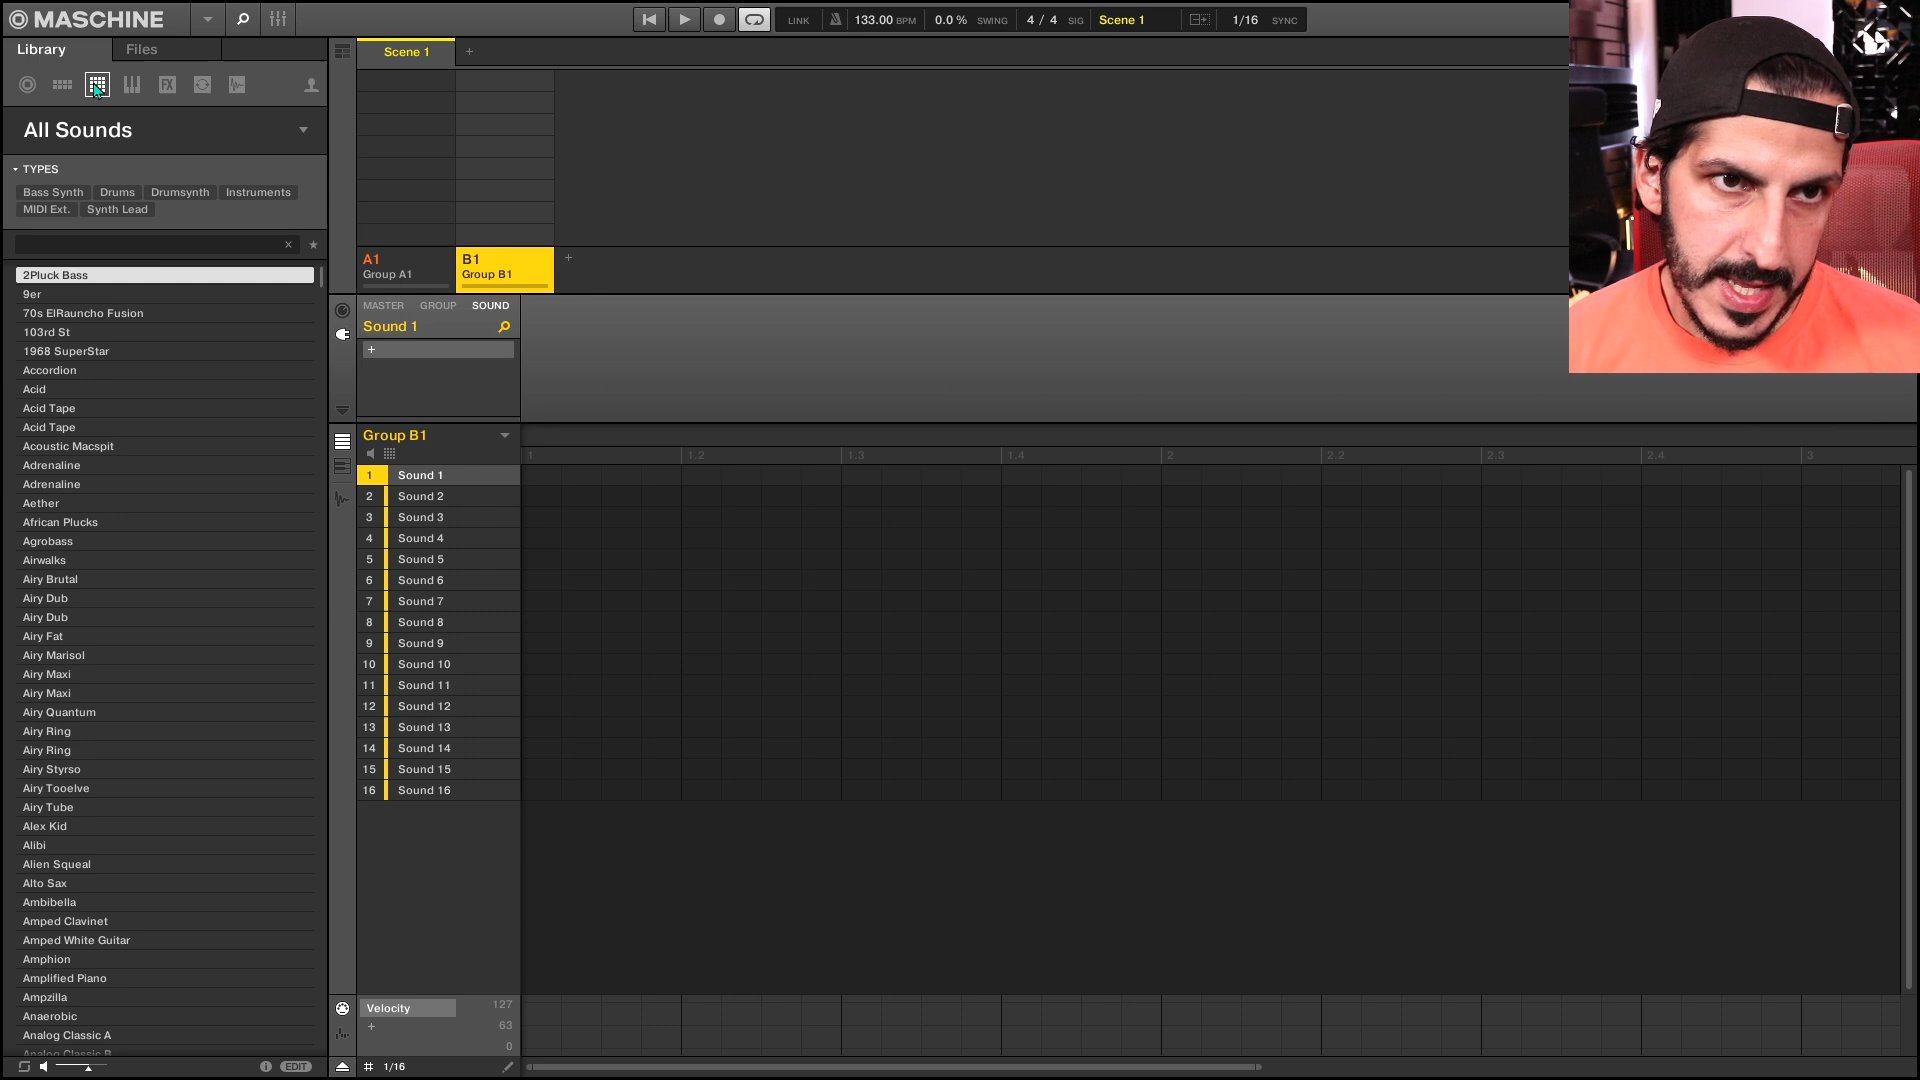 MASCHINE
LINK 133.00 BPM 0.0 % SWING 4 / 4 SIG Scene 1 1/16 SYNC
Library Files
Scene 1 +
FX
All Sounds
TYPES
Bass Synth Drums Drumsynth Instruments
MIDI Ext. Synth Lead
A1 B1 +
Group A1 Group B1
MASTER GROUP SOUND
Sound 1
+
2Pluck Bass
9er
70s ElRauncho Fusion
103rd St
1968 SuperStar
Accordion
Acid
Acid Tape
Acid Tape
Acoustic Macspit
Adrenaline
Adrenaline
Aether
African Plucks
Agrobass
Airwalks
Airy Brutal
Airy Dub
Airy Dub
Airy Fat
Airy Marisol
Airy Maxi
Airy Maxi
Airy Quantum
Airy Ring
Airy Ring
Airy Styrso
Airy Tooelve
Airy Tube
Alex Kid
Alibi
Alien Squeal
Alto Sax
Ambibella
Amped Clavinet
Amped White Guitar
Amphion
Amplified Piano
Ampzilla
Anaerobic
Analog Classic A
Analog Classic B
EDIT
Group B1
1 1.2 1.3 1.4 2 2.2 2.3 2.4 3
1 Sound 1
2 Sound 2
3 Sound 3
4 Sound 4
5 Sound 5
6 Sound 6
7 Sound 7
8 Sound 8
9 Sound 9
10 Sound 10
11 Sound 11
12 Sound 12
13 Sound 13
14 Sound 14
15 Sound 15
16 Sound 16
Velocity 127
+ 63
0
# 1/16